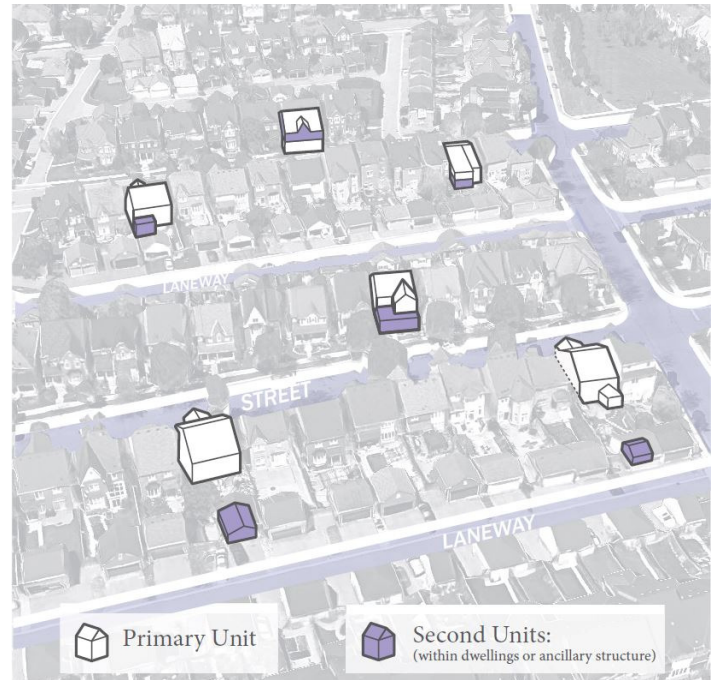 LANEWAY
STREET
LANEWAY
Primary Unit
Second Units:
(within dwellings or ancillary structure)